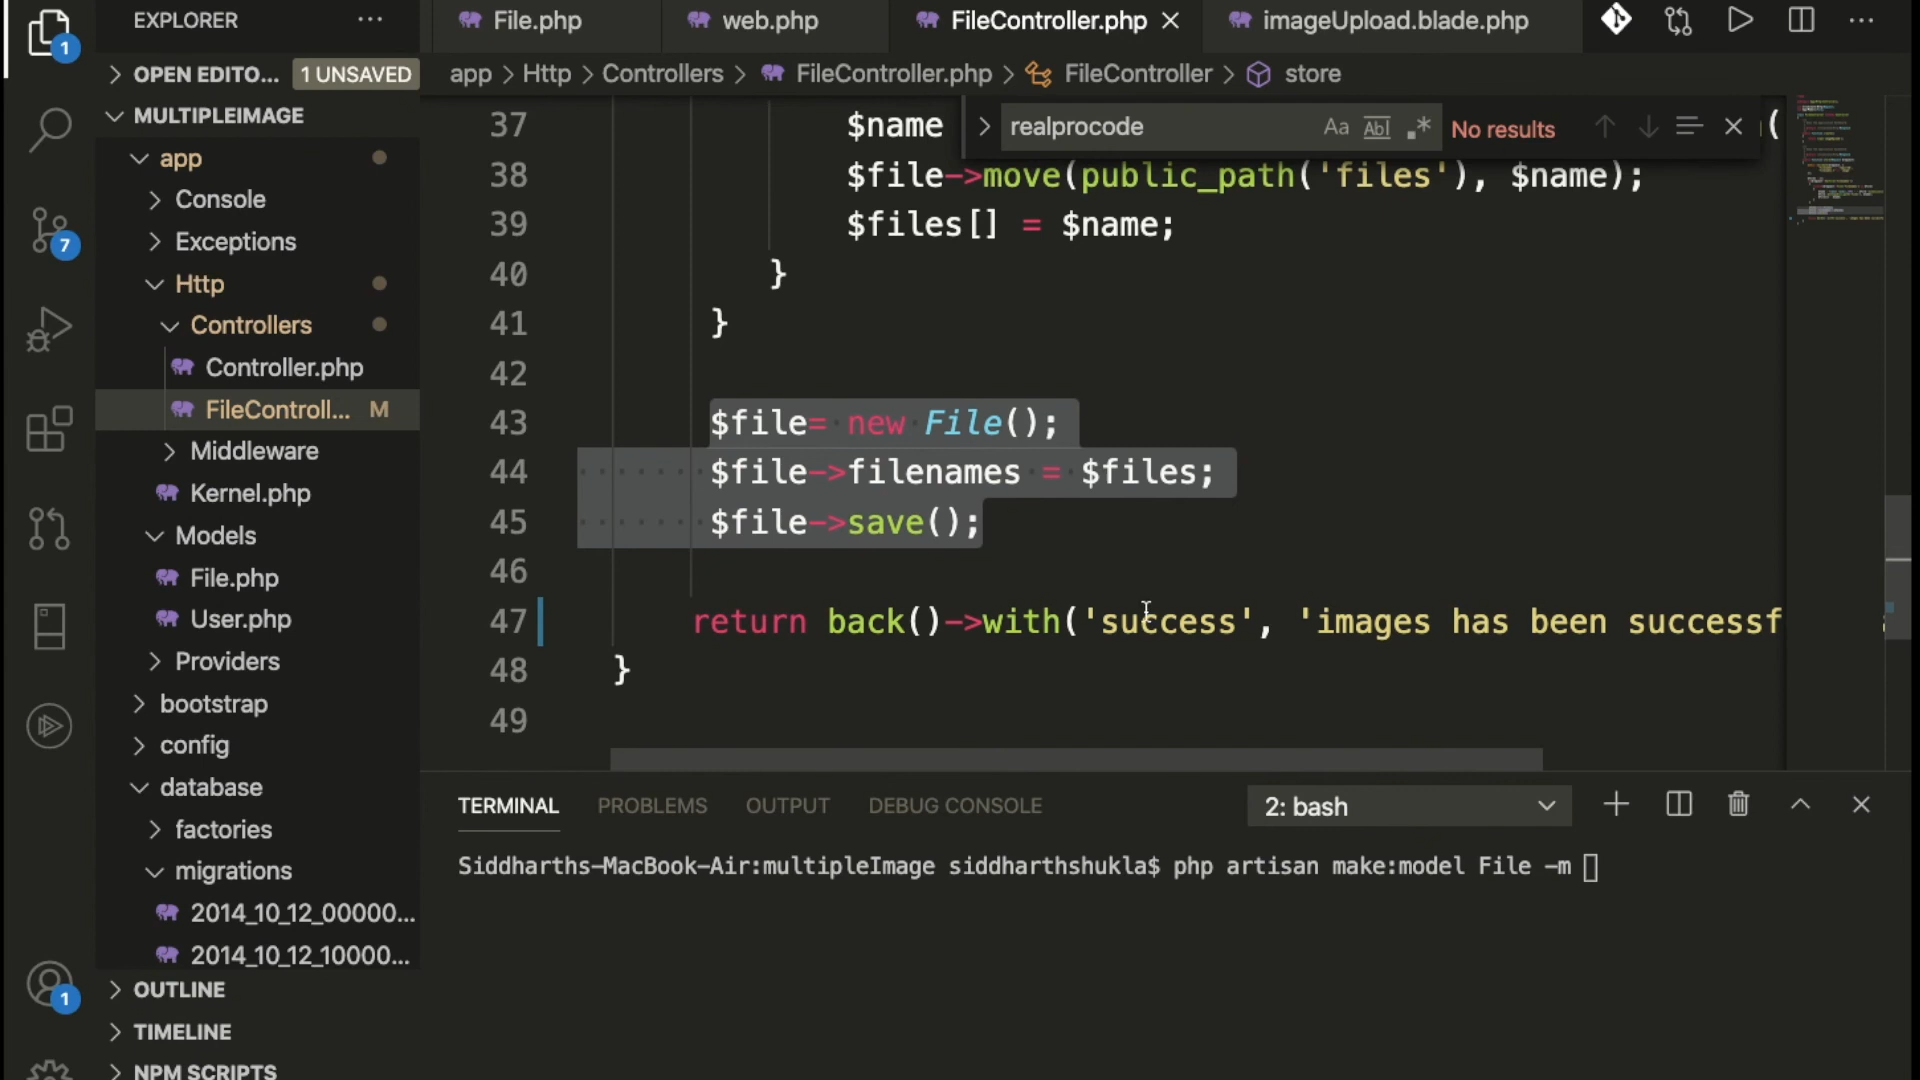 EXPLORER
File.php
web.php
FileController.php
imageUpload.blade.php
1
OPEN EDITO...
1 UNSAVED
app > Http > Controllers > FileController.php > FileController > store
MULTIPLEIMAGE
app
Console
Exceptions
Http
Controllers
Controller.php
FileControll... M
Middleware
Kernel.php
Models
File.php
User.php
Providers
bootstrap
config
database
factories
migrations
2014_10_12_00000...
2014_10_12_10000...
OUTLINE
TIMELINE
NPM SCRIPTS
7
1
realprocode
Aa
Abl
.*
No results
37 $name (
38 $file->move(public_path('files'), $name);
39 $files[] = $name;
40 }
41 }
42
43 $file= new File();
44 $file->filenames = $files;
45 $file->save();
46
47 return back()->with('success', 'images has been successf
48 }
49
TERMINAL
PROBLEMS
OUTPUT
DEBUG CONSOLE
2: bash
Siddharths-MacBook-Air:multipleImage siddharthshukla$ php artisan make:model File -m